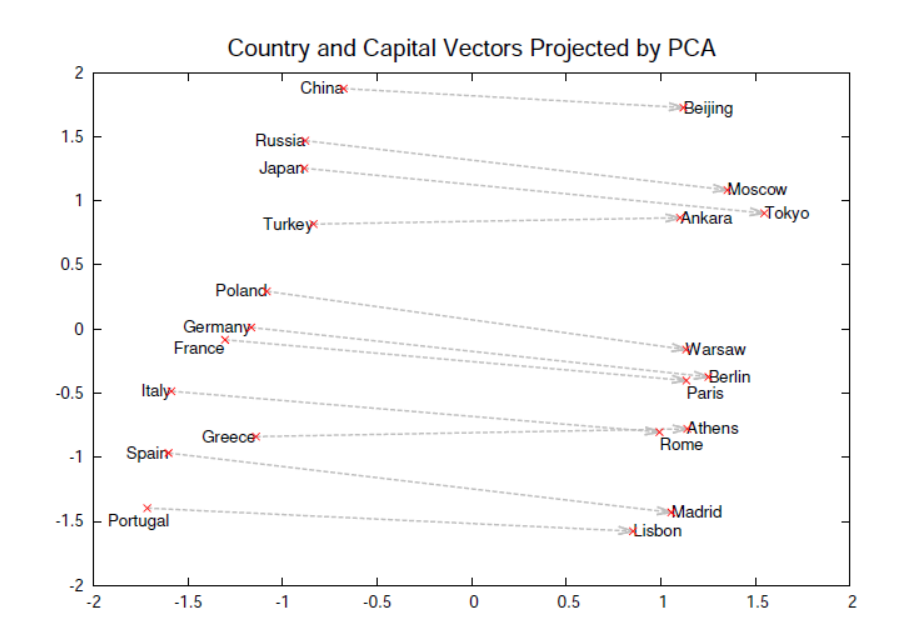 Country and Capital Vectors Projected by PCA
2
China
Beijing
1.5
Russia
Japan
Moscow
1
Tokyo
Turkey
Ankara
0.5
Poland
0
Germany
France
Warsaw
Berlin
-0.5
Italy
Paris
Greece
Athens
Rome
-1
Spain
Madrid
-1.5
Portugal
Lisbon
-2
-2 -1.5 -1 -0.5 0 0.5 1 1.5 2